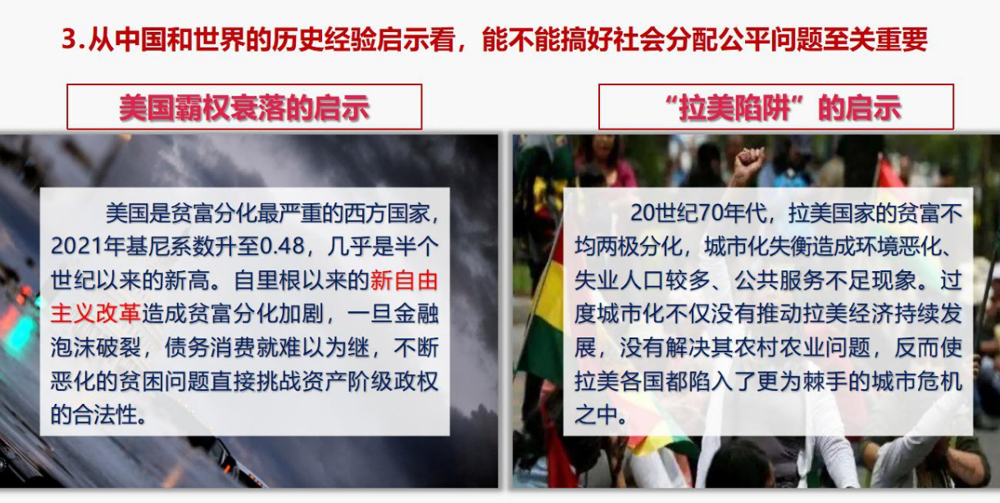 3.从中国和世界的历史经验启示看，能不能搞好社会分配公平问题至关重要
美国霸权衰落的启示
美国是贫富分化最严重的西方国家，
2021年基尼系数升至0.48，几乎是半个
世纪以来的新高。自里根以来的新自由
主义改革造成贫富分化加剧，一旦金融
泡沫破裂，债务消费就难以为继，不断
恶化的贫困问题直接挑战资产阶级政权
的合法性。
“拉美陷阱”的启示
20世纪70年代，拉美国家的贫富不
均两极分化，城市化失衡造成环境恶化、
失业人口较多、公共服务不足现象。过
度城市化不仅没有推动拉美经济持续发
展，没有解决其农村农业问题，反而使
拉美各国都陷入了更为棘手的城市危机
之中。